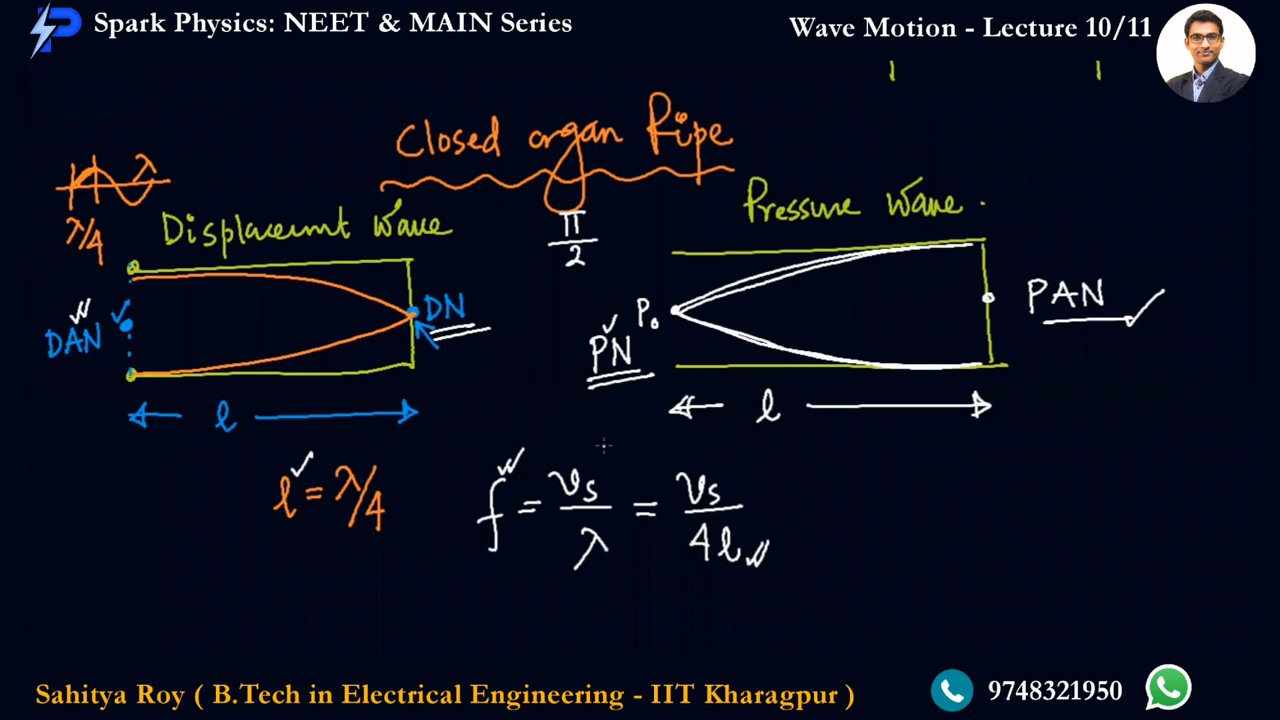 Spark Physics: NEET & MAIN Series
Wave Motion - Lecture 10/11
Closed organ Pipe
λ
λ/4
Displacemnt Wave
π/2
Pressure Wave.
DAN
DN
P₀
PN
PAN
l
l
l = λ/4
f = vs/λ = vs/4l
Sahitya Roy ( B.Tech in Electrical Engineering - IIT Kharagpur )
9748321950